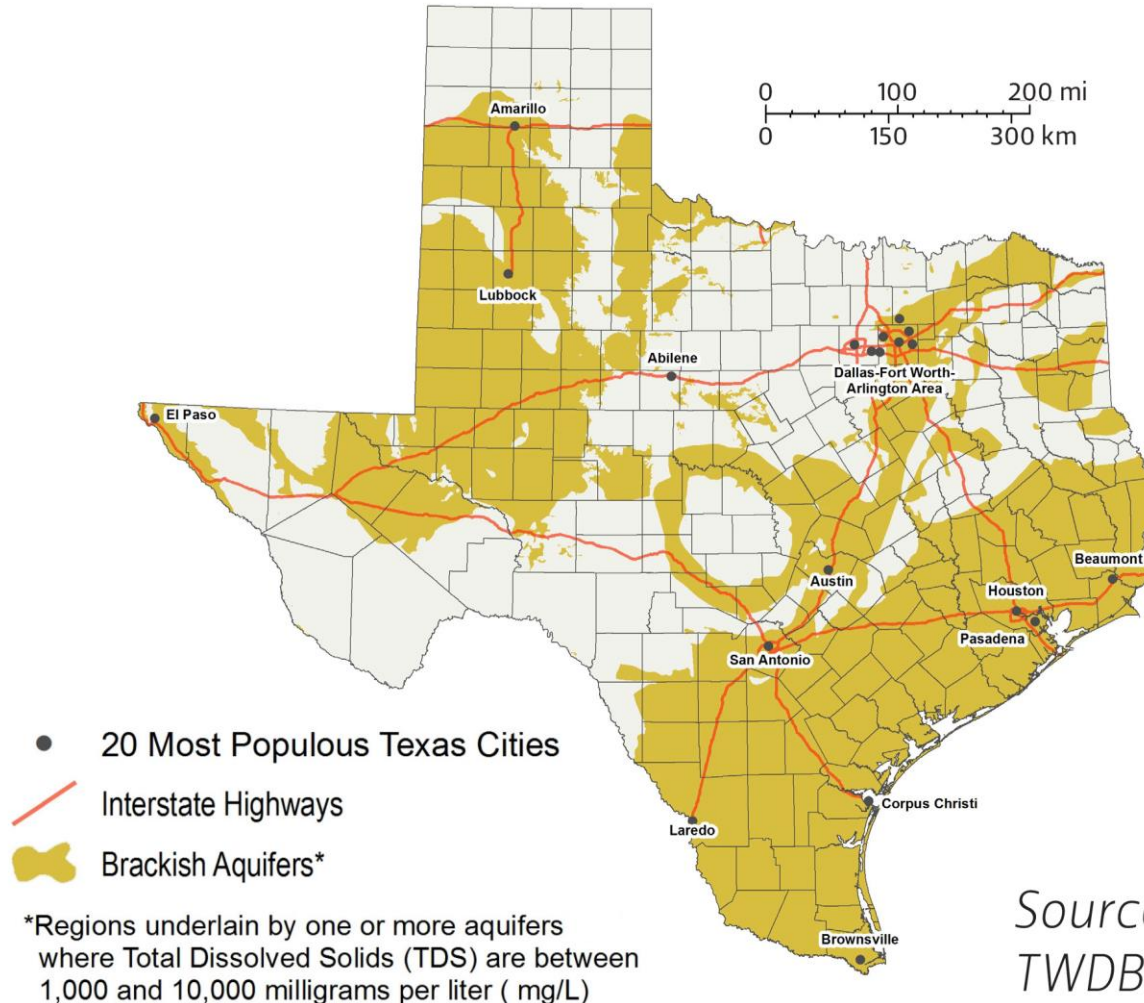 0 100 200 mi
0 150 300 km
Amarillo
Lubbock
Abilene
Dallas-Fort Worth-
Arlington Area
El Paso
Austin
Beaumont
Houston
Pasadena
San Antonio
Corpus Christi
Laredo
Brownsville
20 Most Populous Texas Cities
Interstate Highways
Brackish Aquifers*
*Regions underlain by one or more aquifers
where Total Dissolved Solids (TDS) are between
1,000 and 10,000 milligrams per liter ( mg/L)
Source
TWDB